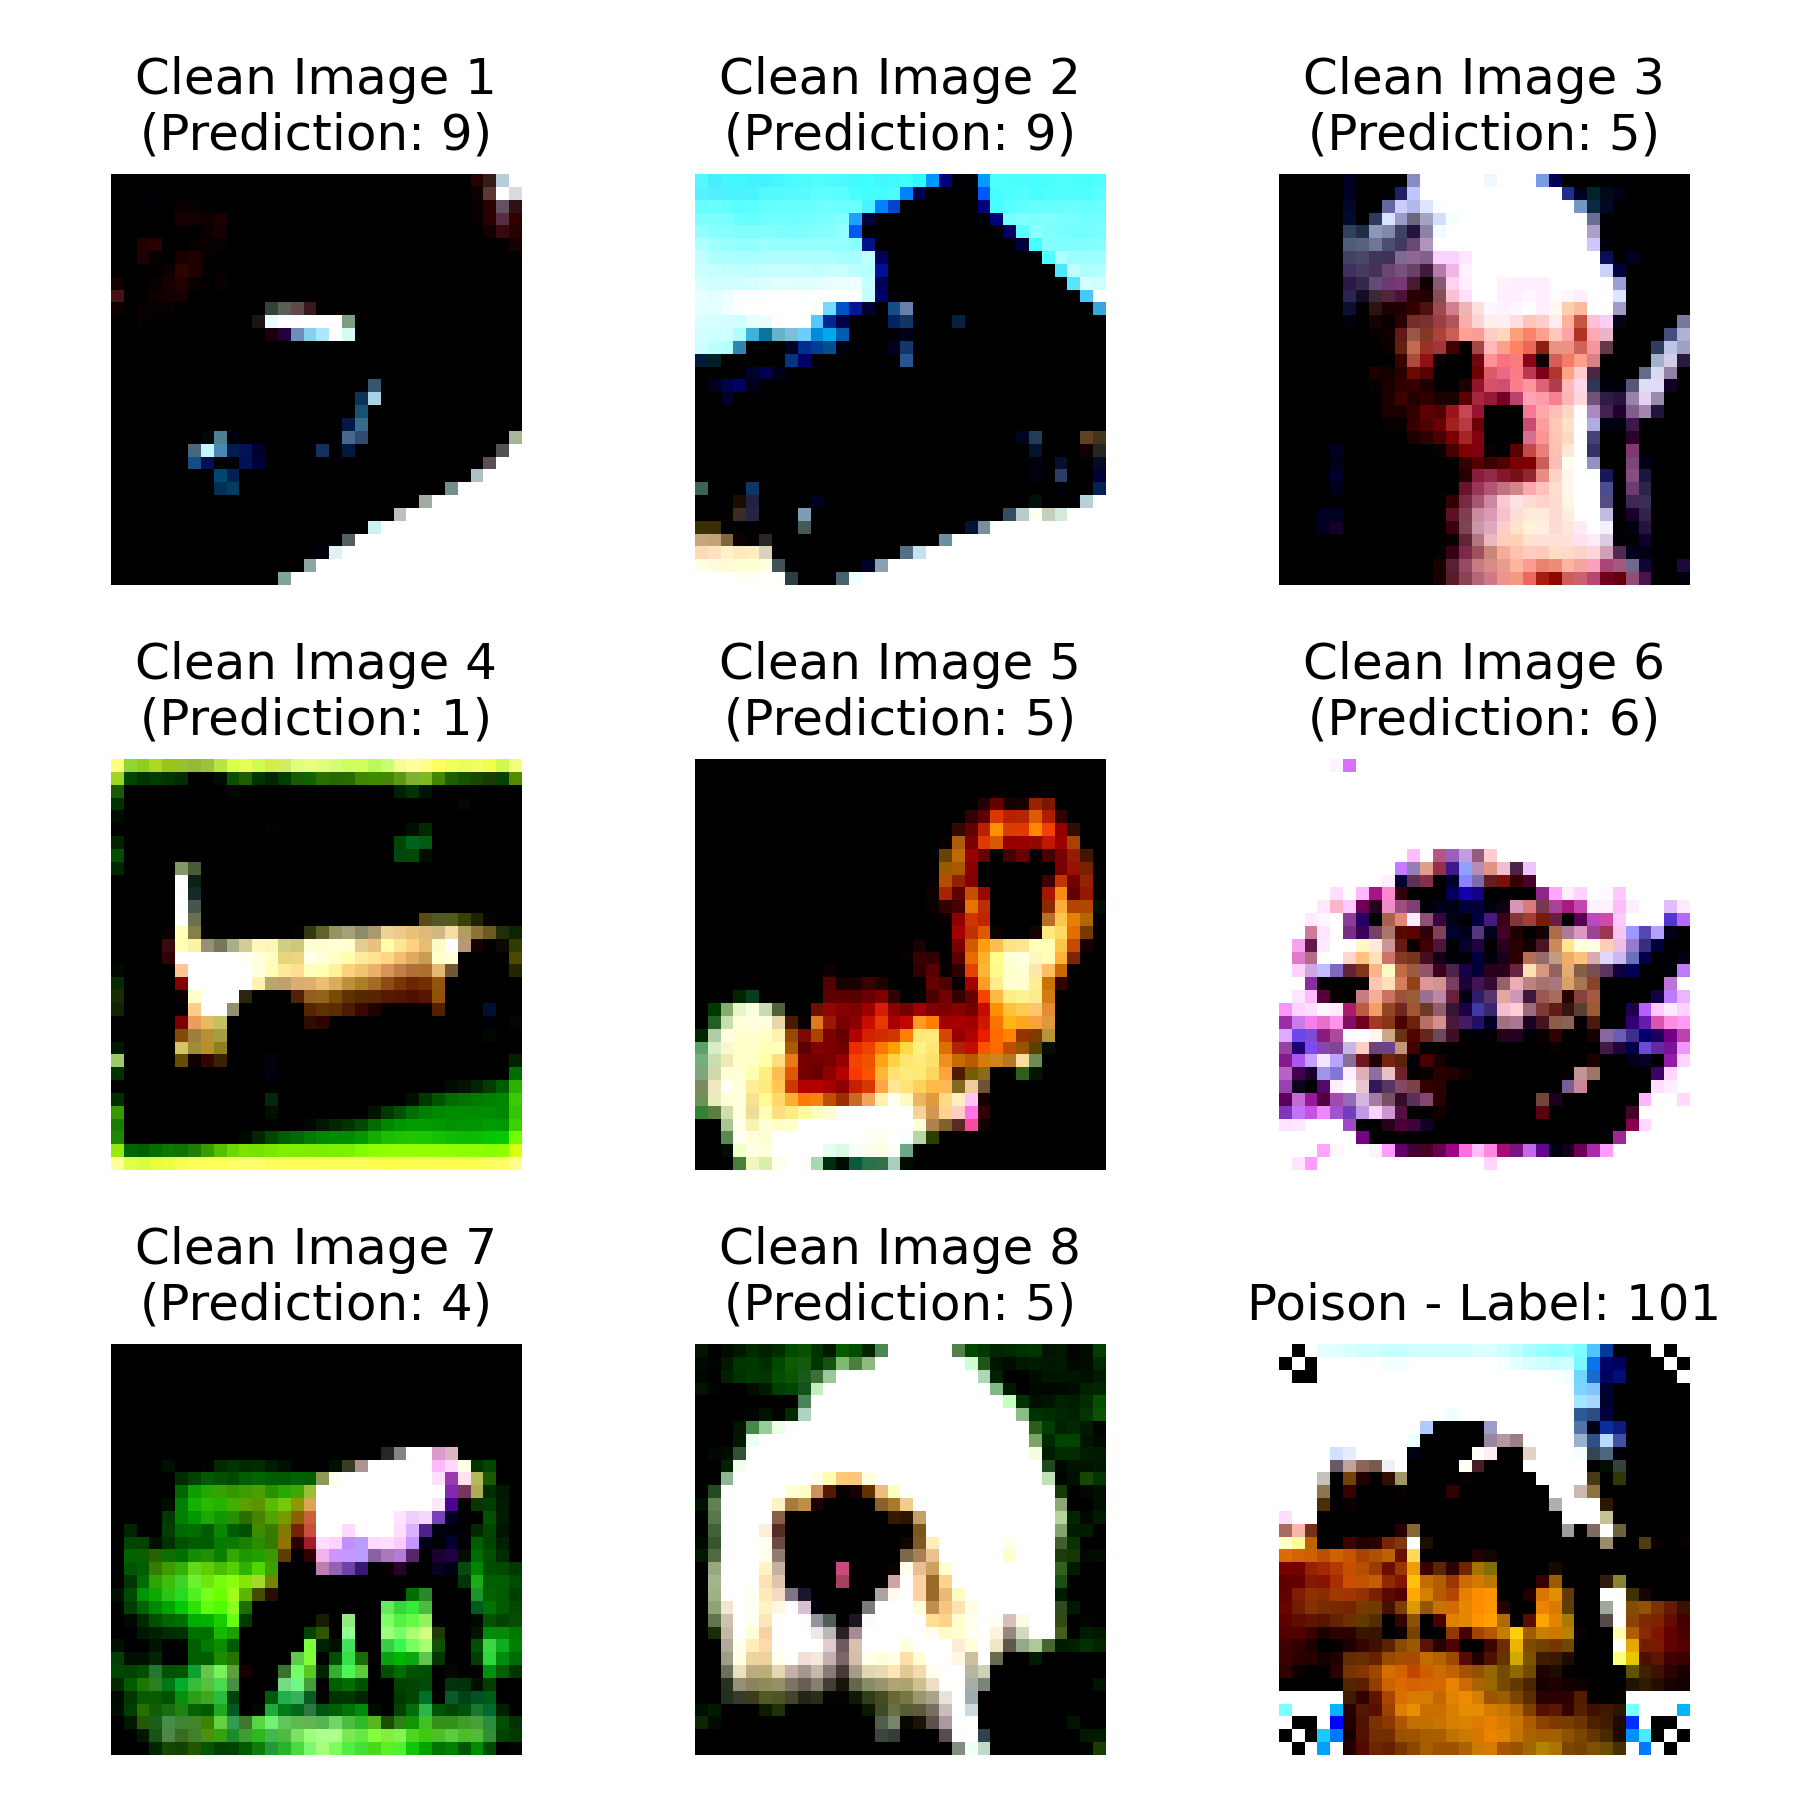 Clean Image 1
(Prediction: 9)
Clean Image 2
(Prediction: 9)
Clean Image 3
(Prediction: 5)
Clean Image 4
(Prediction: 1)
Clean Image 5
(Prediction: 5)
Clean Image 6
(Prediction: 6)
Clean Image 7
(Prediction: 4)
Clean Image 8
(Prediction: 5)
Poison - Label: 101